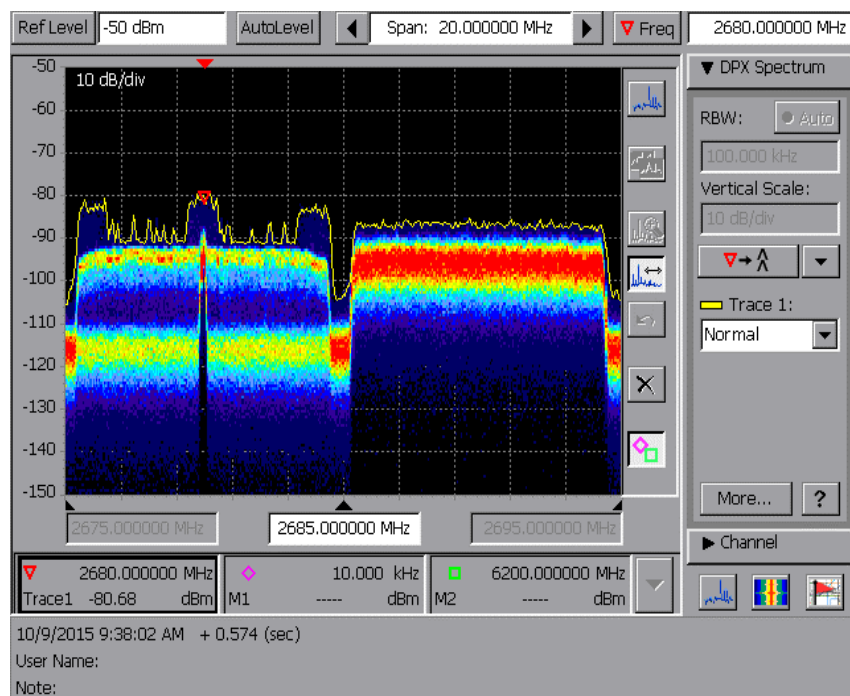 Ref Level -50 dBm AutoLevel Span: 20.000000 MHz Freq 2680.000000 MHz
10 dB/div
-50
-60
-70
-80
-90
-100
-110
-120
-130
-140
-150
2675.000000 MHz 2685.000000 MHz 2695.000000 MHz
DPX Spectrum
RBW: Auto
100.000 kHz
Vertical Scale:
10 dB/div
Trace 1:
Normal
More... ?
Channel
2680.000000 MHz
Trace1 -80.68 dBm
10.000 kHz
M1 ----- dBm
6200.000000 MHz
M2 ----- dBm
10/9/2015 9:38:02 AM + 0.574 (sec)
User Name:
Note: